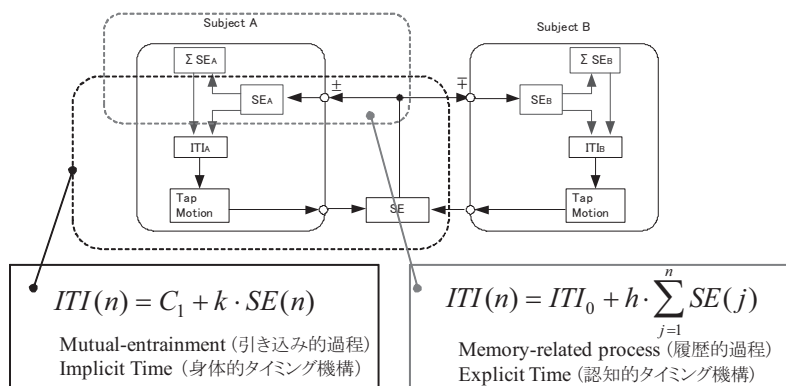 Subject A
Subject B
Σ SEA
Σ SEB
± ∓
SEA
SEB
ITIA
ITIB
Tap
Motion
SE
Tap
Motion
ITI(n) = C₁ + k · SE(n)
Mutual-entrainment (引き込み的過程)
Implicit Time (身体的タイミング機構)
ITI(n) = ITI₀ + h · ∑ⁿⱼ₌₁ SE(j)
Memory-related process (履歴的過程)
Explicit Time (認知的タイミング機構)